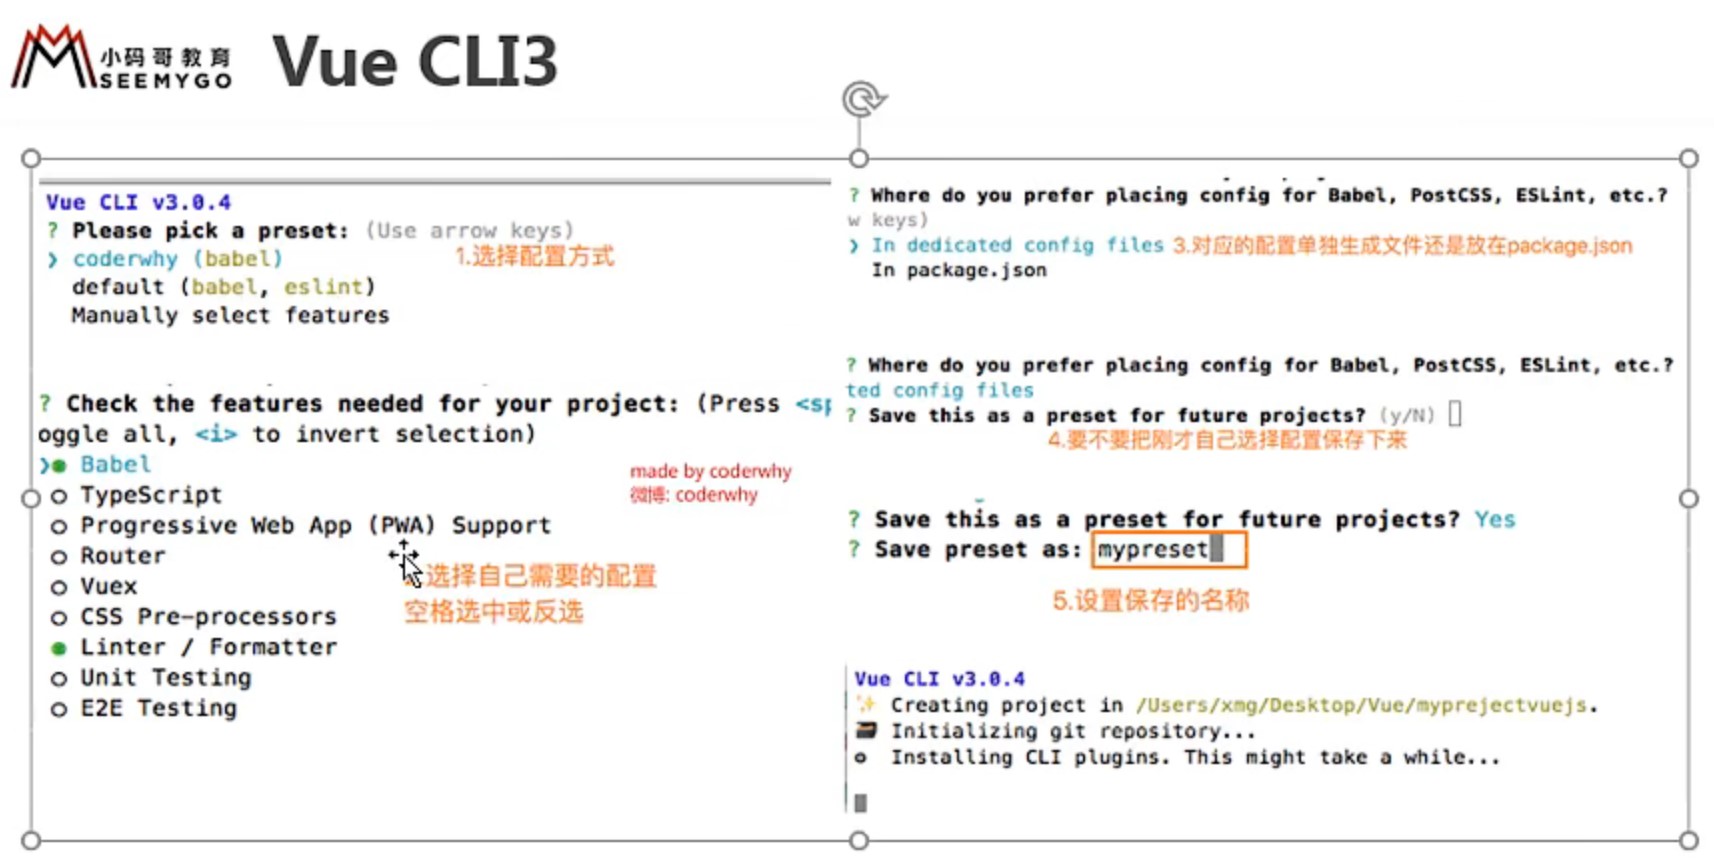 小码哥教育
SEEMYGO
Vue CLI3
Vue CLI v3.0.4
? Please pick a preset: (Use arrow keys)
❯ coderwhy (babel)
1.选择配置方式
default (babel, eslint)
Manually select features
? Check the features needed for your project: (Press <sp
oggle all, <i> to invert selection)
❯◉ Babel
◯ TypeScript
◯ Progressive Web App (PWA) Support
◯ Router
◯ Vuex
◯ CSS Pre-processors
◉ Linter / Formatter
◯ Unit Testing
◯ E2E Testing
made by coderwhy
微博: coderwhy
选择自己需要的配置
空格选中或反选
? Where do you prefer placing config for Babel, PostCSS, ESLint, etc.?
w keys)
❯ In dedicated config files 3.对应的配置单独生成文件还是放在package.json
In package.json
? Where do you prefer placing config for Babel, PostCSS, ESLint, etc.?
ted config files
? Save this as a preset for future projects? (y/N)
4.要不要把刚才自己选择配置保存下来
? Save this as a preset for future projects? Yes
? Save preset as: mypreset
5.设置保存的名称
Vue CLI v3.0.4
✨ Creating project in /Users/xmg/Desktop/Vue/myprejectvuejs.
🗃 Initializing git repository...
⚙ Installing CLI plugins. This might take a while...